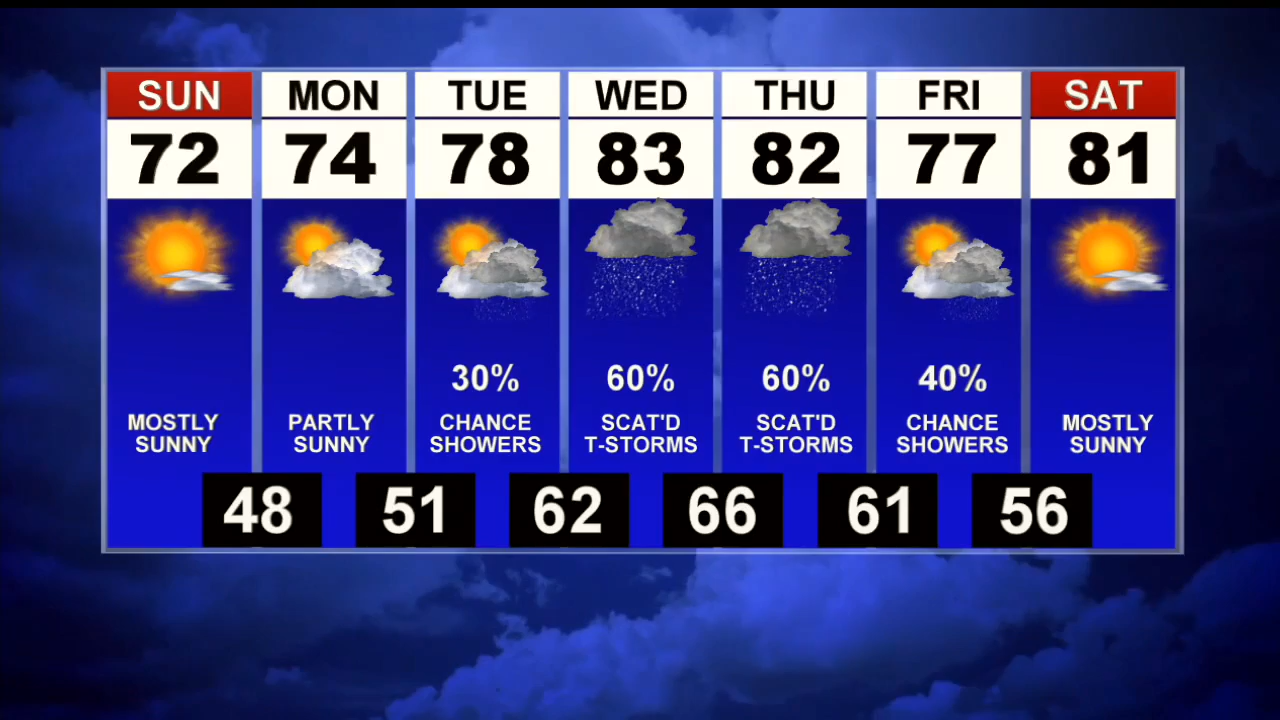 SUN MON TUE WED THU FRI SAT
72 74 78 83 82 77 81
30% 60% 60% 40%
MOSTLY PARTLY CHANCE SCAT'D SCAT'D CHANCE MOSTLY
SUNNY SUNNY SHOWERS T-STORMS T-STORMS SHOWERS SUNNY
48 51 62 66 61 56